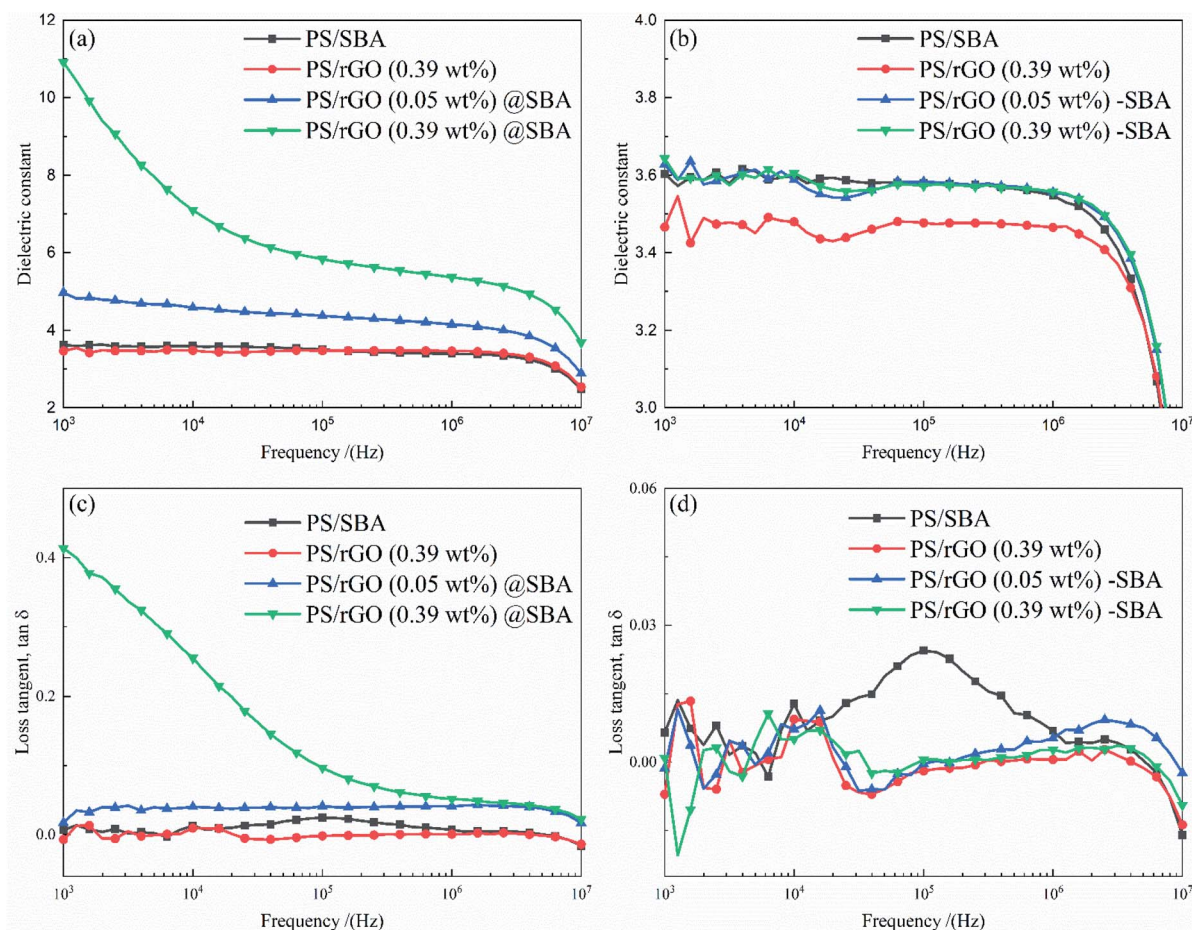 (a)
PS/SBA
PS/rGO (0.39 wt%)
PS/rGO (0.05 wt%) @SBA
PS/rGO (0.39 wt%) @SBA
12
10
8
6
4
2
Dielectric constant
10³ 10⁴ 10⁵ 10⁶ 10⁷
Frequency /(Hz)
(b)
PS/SBA
PS/rGO (0.39 wt%)
PS/rGO (0.05 wt%) -SBA
PS/rGO (0.39 wt%) -SBA
4.0
3.8
3.6
3.4
3.2
3.0
Dielectric constant
10³ 10⁴ 10⁵ 10⁶ 10⁷
Frequency /(Hz)
(c)
PS/SBA
PS/rGO (0.39 wt%)
PS/rGO (0.05 wt%) @SBA
PS/rGO (0.39 wt%) @SBA
0.4
0.2
0.0
Loss tangent, tan δ
10³ 10⁴ 10⁵ 10⁶ 10⁷
Frequency /(Hz)
(d)
PS/SBA
PS/rGO (0.39 wt%)
PS/rGO (0.05 wt%) -SBA
PS/rGO (0.39 wt%) -SBA
0.06
0.03
0.00
Loss tangent, tan δ
10³ 10⁴ 10⁵ 10⁶ 10⁷
Frequency /(Hz)